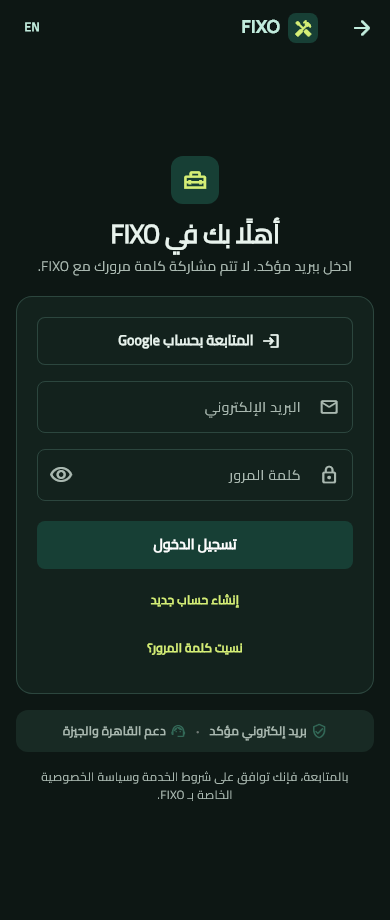 FIXO
EN
أهلًا بك في FIXO
ادخل ببريد مؤكد. لا تتم مشاركة كلمة مرورك مع FIXO.
المتابعة بحساب Google
البريد الإلكتروني
كلمة المرور
تسجيل الدخول
إنشاء حساب جديد
نسيت كلمة المرور؟
بريد إلكتروني مؤكد · دعم القاهرة والجيزة
بالمتابعة، فإنك توافق على شروط الخدمة وسياسة الخصوصية
الخاصة بـ FIXO.